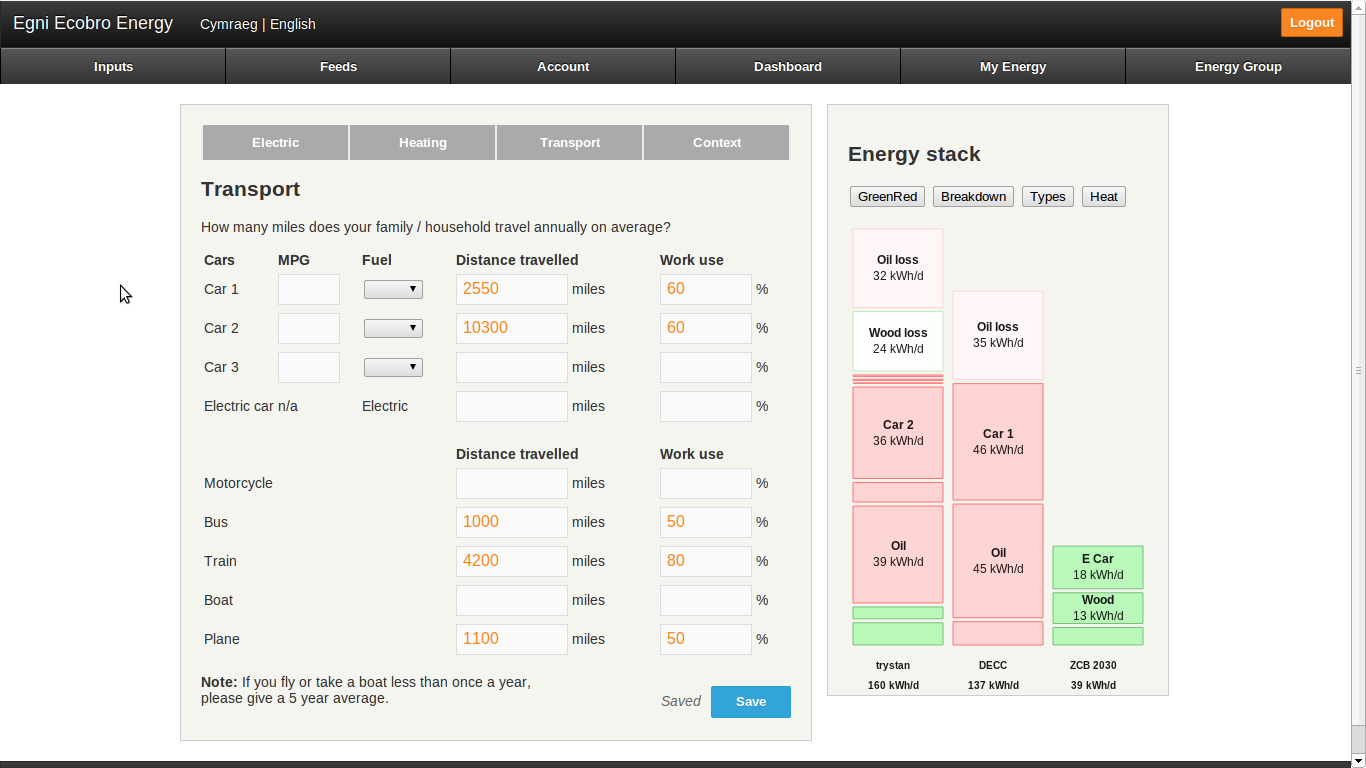 Egni Ecobro Energy Cymraeg | English Logout
Inputs Feeds Account Dashboard My Energy Energy Group
Electric Heating Transport Context
Transport
How many miles does your family / household travel annually on average?
Cars MPG Fuel Distance travelled Work use
Car 1 2550 miles 60 %
Car 2 10300 miles 60 %
Car 3 miles %
Electric car n/a Electric miles %
Distance travelled Work use
Motorcycle miles %
Bus 1000 miles 50 %
Train 4200 miles 80 %
Boat miles %
Plane 1100 miles 50 %
Note: If you fly or take a boat less than once a year,
please give a 5 year average.
Saved Save
Energy stack
GreenRed Breakdown Types Heat
Oil loss
32 kWh/d
Wood loss
24 kWh/d
Car 2
36 kWh/d
Oil
39 kWh/d
trystan
160 kWh/d
Oil loss
35 kWh/d
Car 1
46 kWh/d
Oil
45 kWh/d
DECC
137 kWh/d
E Car
18 kWh/d
Wood
13 kWh/d
ZCB 2030
39 kWh/d